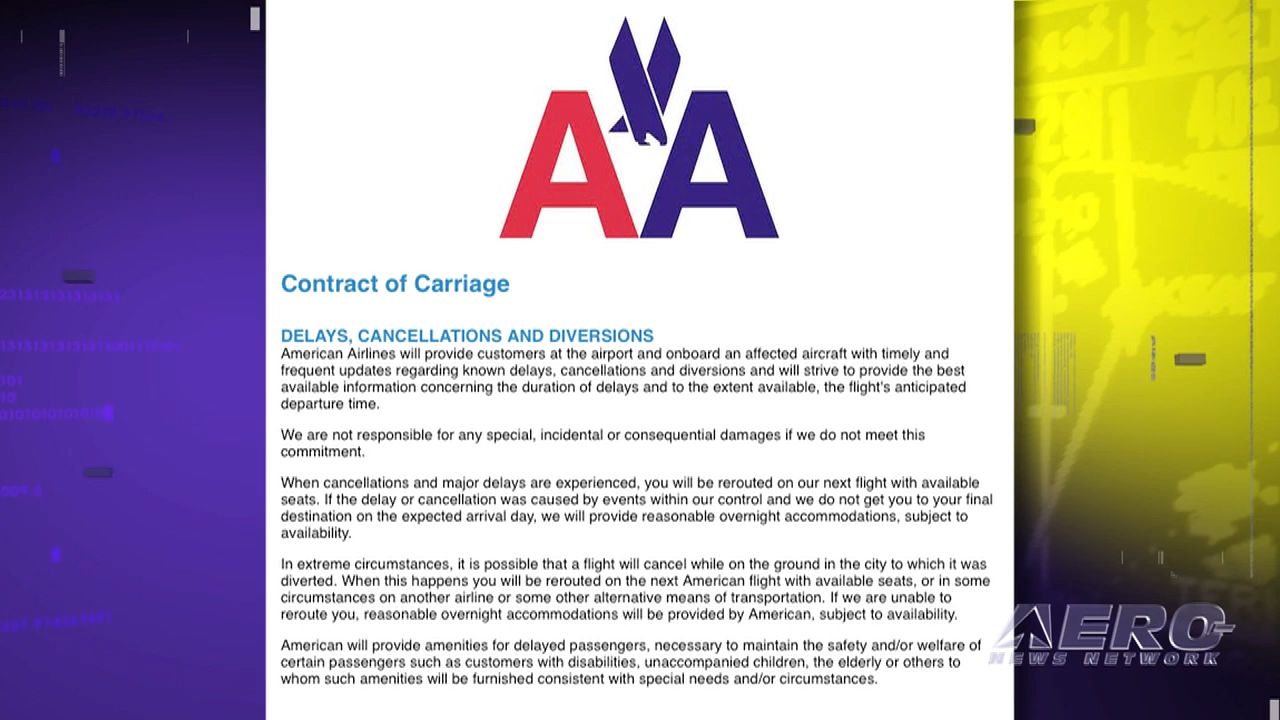 AA
Contract of Carriage
DELAYS, CANCELLATIONS AND DIVERSIONS
American Airlines will provide customers at the airport and onboard an affected aircraft with timely and
frequent updates regarding known delays, cancellations and diversions and will strive to provide the best
available information concerning the duration of delays and to the extent available, the flight's anticipated
departure time.
We are not responsible for any special, incidental or consequential damages if we do not meet this
commitment.
When cancellations and major delays are experienced, you will be rerouted on our next flight with available
seats. If the delay or cancellation was caused by events within our control and we do not get you to your final
destination on the expected arrival day, we will provide reasonable overnight accommodations, subject to
availability.
In extreme circumstances, it is possible that a flight will cancel while on the ground in the city to which it was
diverted. When this happens you will be rerouted on the next American flight with available seats, or in some
circumstances on another airline or some other alternative means of transportation. If we are unable to
reroute you, reasonable overnight accommodations will be provided by American, subject to availability.
American will provide amenities for delayed passengers, necessary to maintain the safety and/or welfare of
certain passengers such as customers with disabilities, unaccompanied children, the elderly or others to
whom such amenities will be furnished consistent with special needs and/or circumstances.
AERO
NEWS NETWORK